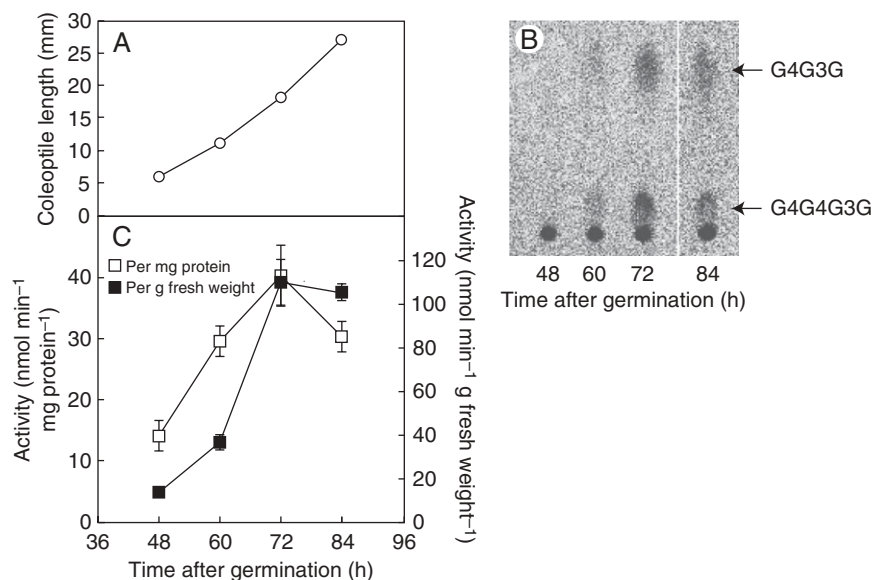 A
Coleoptile length (mm)
30
25
20
15
10
5
0
B
G4G3G
G4G4G3G
48 60 72 84
Time after germination (h)
C
Per mg protein
Per g fresh weight
Activity (nmol min⁻¹
mg protein⁻¹)
40
30
20
10
0
120
100
80
60
40
20
0
Activity (nmol min⁻¹ g fresh weight⁻¹)
36 48 60 72 84 96
Time after germination (h)